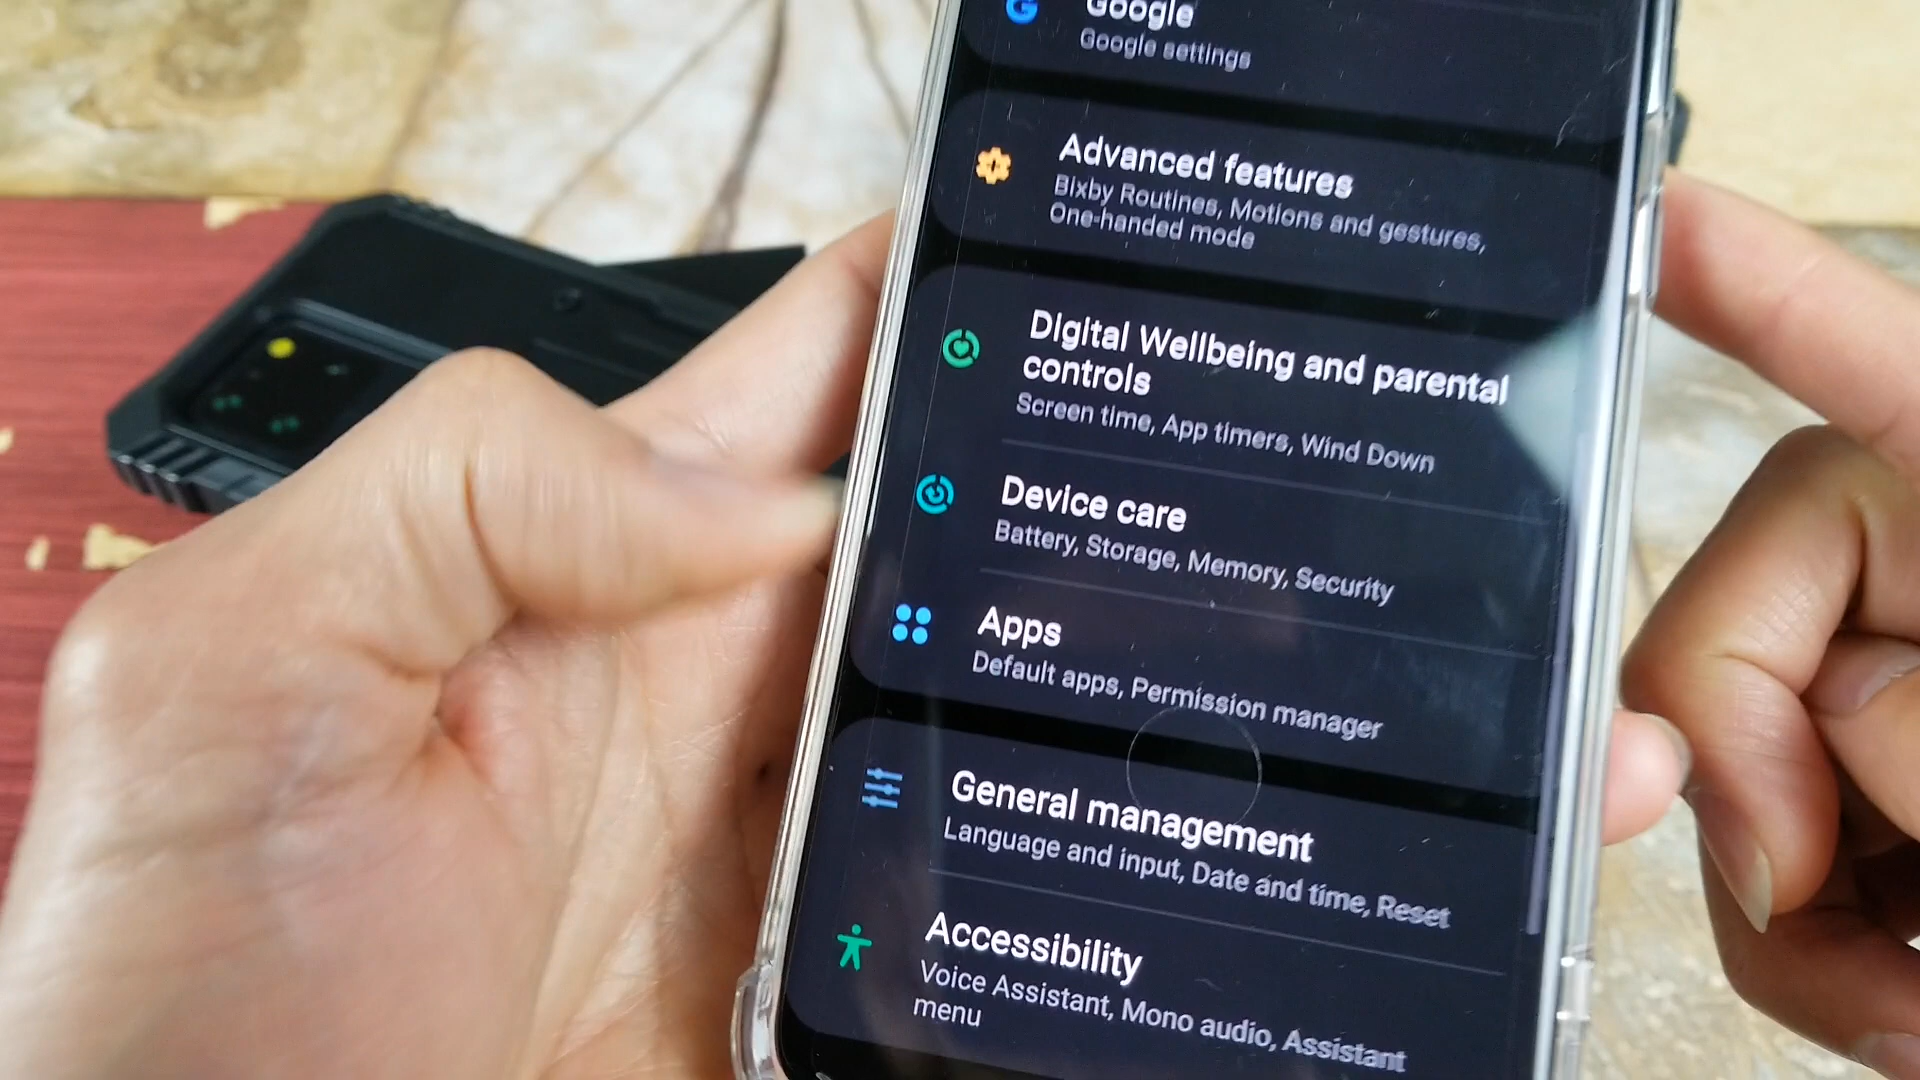 Google
Google settings
Advanced features
Bixby Routines, Motions and gestures,
One-handed mode
Digital Wellbeing and parental
controls
Screen time, App timers, Wind Down
Device care
Battery, Storage, Memory, Security
Apps
Default apps, Permission manager
General management
Language and input, Date and time, Reset
Accessibility
Voice Assistant, Mono audio, Assistant
menu